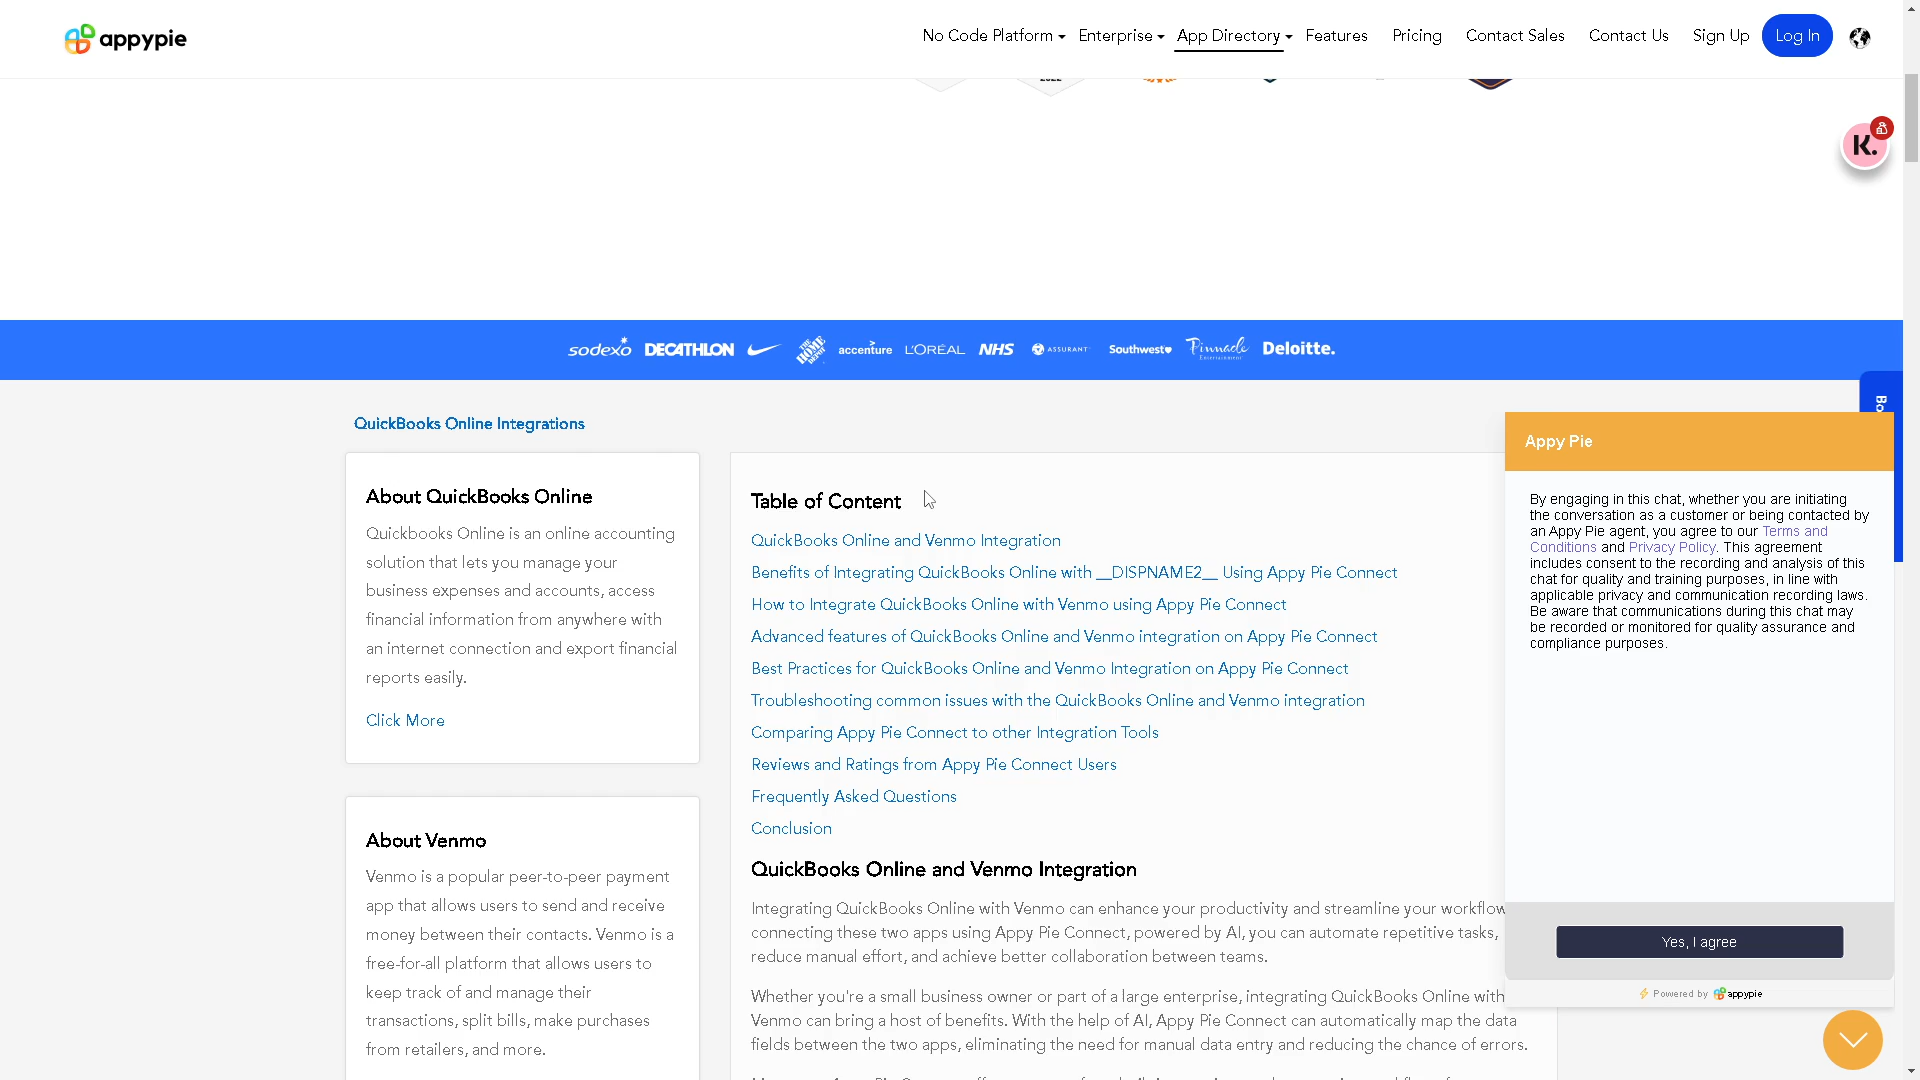 appypie
No Code Platform
Enterprise
App Directory
Features
Pricing
Contact Sales
Contact Us
Sign Up
Log In
2022
K.
sodexo DECATHLON THE HOME DEPOT accenture L'ORÉAL NHS ASSURANT Southwest Pinnacle Entertainment Deloitte.
QuickBooks Online Integrations
About QuickBooks Online
Quickbooks Online is an online accounting
solution that lets you manage your
business expenses and accounts, access
financial information from anywhere with
an internet connection and export financial
reports easily.
Click More
About Venmo
Venmo is a popular peer-to-peer payment
app that allows users to send and receive
money between their contacts. Venmo is a
free-for-all platform that allows users to
keep track of and manage their
transactions, split bills, make purchases
from retailers, and more.
Table of Content
QuickBooks Online and Venmo Integration
Benefits of Integrating QuickBooks Online with __DISPNAME2__ Using Appy Pie Connect
How to Integrate QuickBooks Online with Venmo using Appy Pie Connect
Advanced features of QuickBooks Online and Venmo integration on Appy Pie Connect
Best Practices for QuickBooks Online and Venmo Integration on Appy Pie Connect
Troubleshooting common issues with the QuickBooks Online and Venmo integration
Comparing Appy Pie Connect to other Integration Tools
Reviews and Ratings from Appy Pie Connect Users
Frequently Asked Questions
Conclusion
QuickBooks Online and Venmo Integration
Integrating QuickBooks Online with Venmo can enhance your productivity and streamline your workflow
connecting these two apps using Appy Pie Connect, powered by AI, you can automate repetitive tasks,
reduce manual effort, and achieve better collaboration between teams.
Whether you're a small business owner or part of a large enterprise, integrating QuickBooks Online with
Venmo can bring a host of benefits. With the help of AI, Appy Pie Connect can automatically map the data
fields between the two apps, eliminating the need for manual data entry and reducing the chance of errors.
Bo
Appy Pie
By engaging in this chat, whether you are initiating
the conversation as a customer or being contacted by
an Appy Pie agent, you agree to our Terms and
Conditions and Privacy Policy. This agreement
includes consent to the recording and analysis of this
chat for quality and training purposes, in line with
applicable privacy and communication recording laws.
Be aware that communications during this chat may
be recorded or monitored for quality assurance and
compliance purposes.
Yes, I agree
Powered by appypie